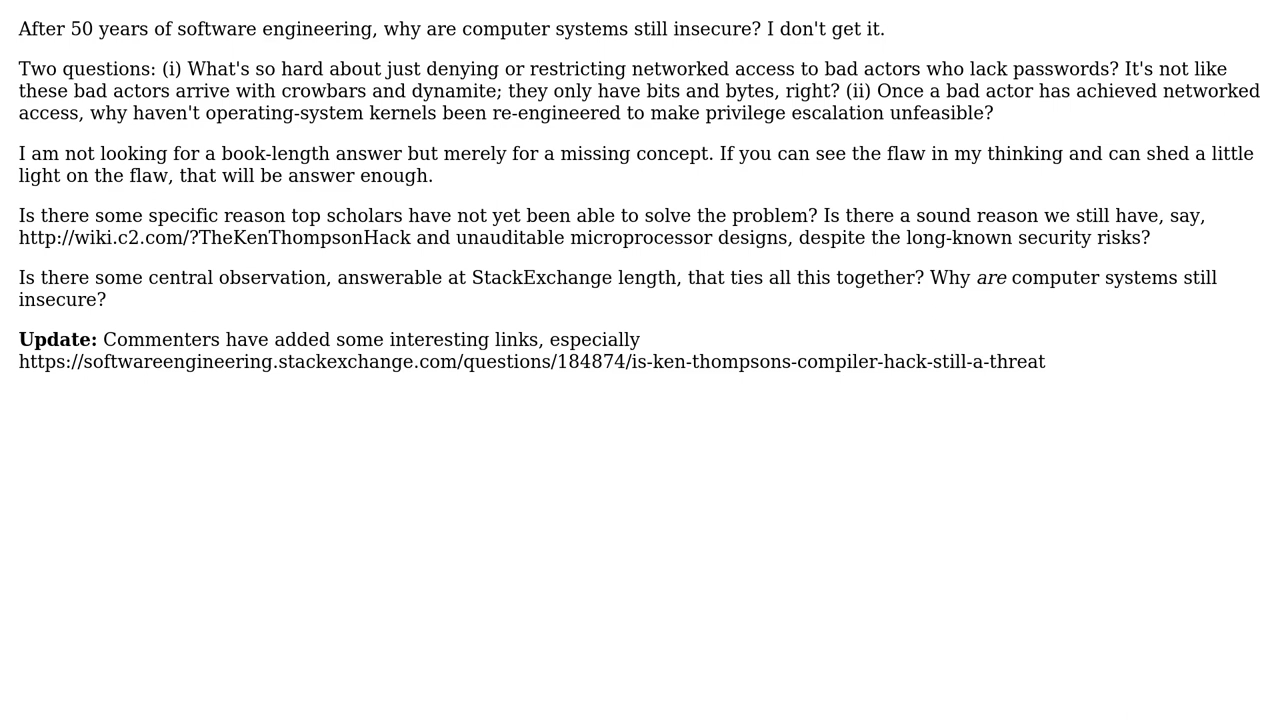 After 50 years of software engineering, why are computer systems still insecure? I don't get it.
Two questions: (i) What's so hard about just denying or restricting networked access to bad actors who lack passwords? It's not like
these bad actors arrive with crowbars and dynamite; they only have bits and bytes, right? (ii) Once a bad actor has achieved networked
access, why haven't operating-system kernels been re-engineered to make privilege escalation unfeasible?
I am not looking for a book-length answer but merely for a missing concept. If you can see the flaw in my thinking and can shed a little
light on the flaw, that will be answer enough.
Is there some specific reason top scholars have not yet been able to solve the problem? Is there a sound reason we still have, say,
http://wiki.c2.com/?TheKenThompsonHack and unauditable microprocessor designs, despite the long-known security risks?
Is there some central observation, answerable at StackExchange length, that ties all this together? Why are computer systems still
insecure?
Update: Commenters have added some interesting links, especially
https://softwareengineering.stackexchange.com/questions/184874/is-ken-thompsons-compiler-hack-still-a-threat